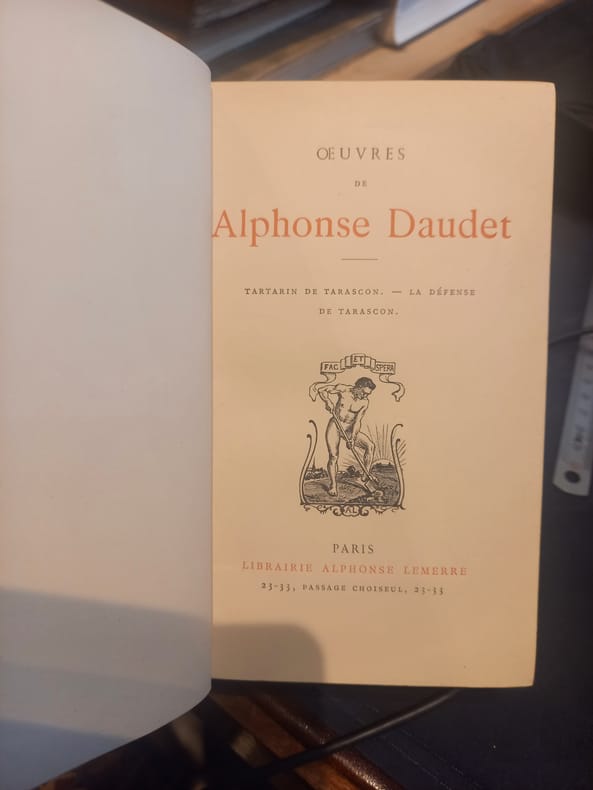 ŒUVRES
DE
Alphonse Daudet
TARTARIN DE TARASCON. — LA DÉFENSE
DE TARASCON.
FAC ET SPERA
AL
PARIS
LIBRAIRIE ALPHONSE LEMERRE
23-33, PASSAGE CHOISEUL, 23-33